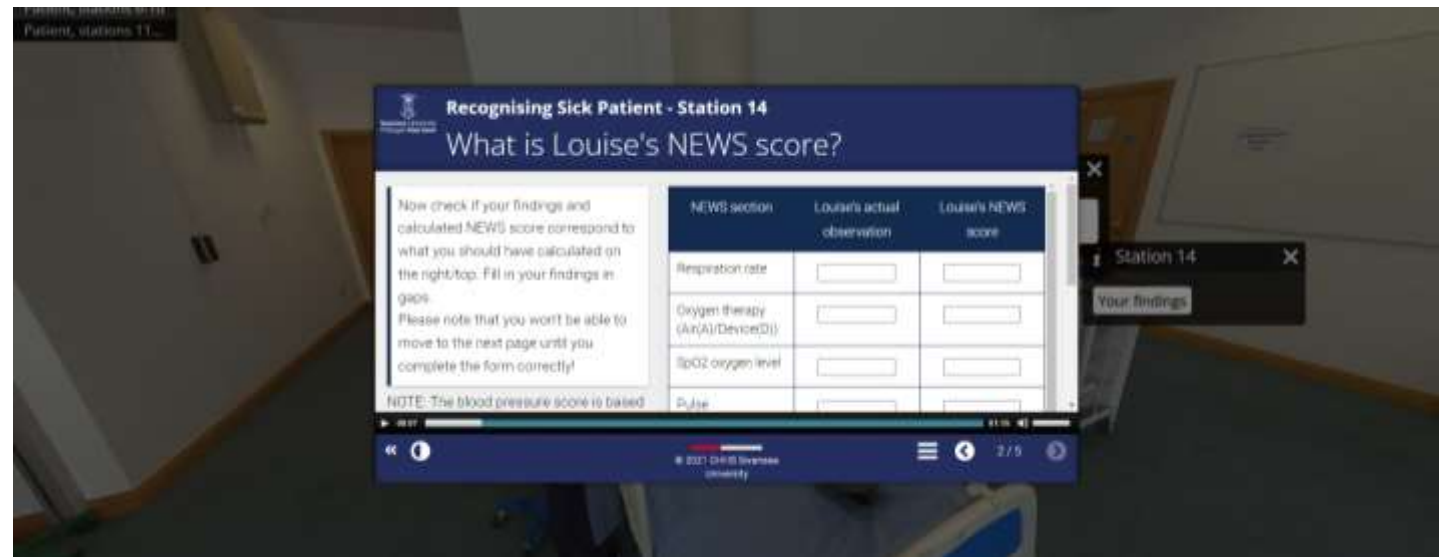 Patient, stations 11...
Recognising Sick Patient - Station 14
What is Louise's NEWS score?
Now check if your findings and
calculated NEWS score correspond to
what you should have calculated on
the right/top. Fill in your findings in
gaps.
Please note that you won't be able to
move to the next page until you
complete the form correctly!
NOTE: The blood pressure score is based
NEWS section
Louise's actual
observation
Louise's NEWS
score
Respiration rate
Oxygen therapy
(Air(A)/Device(D))
SpO2 oxygen level
Pulse
Station 14
Your findings
2/5
University